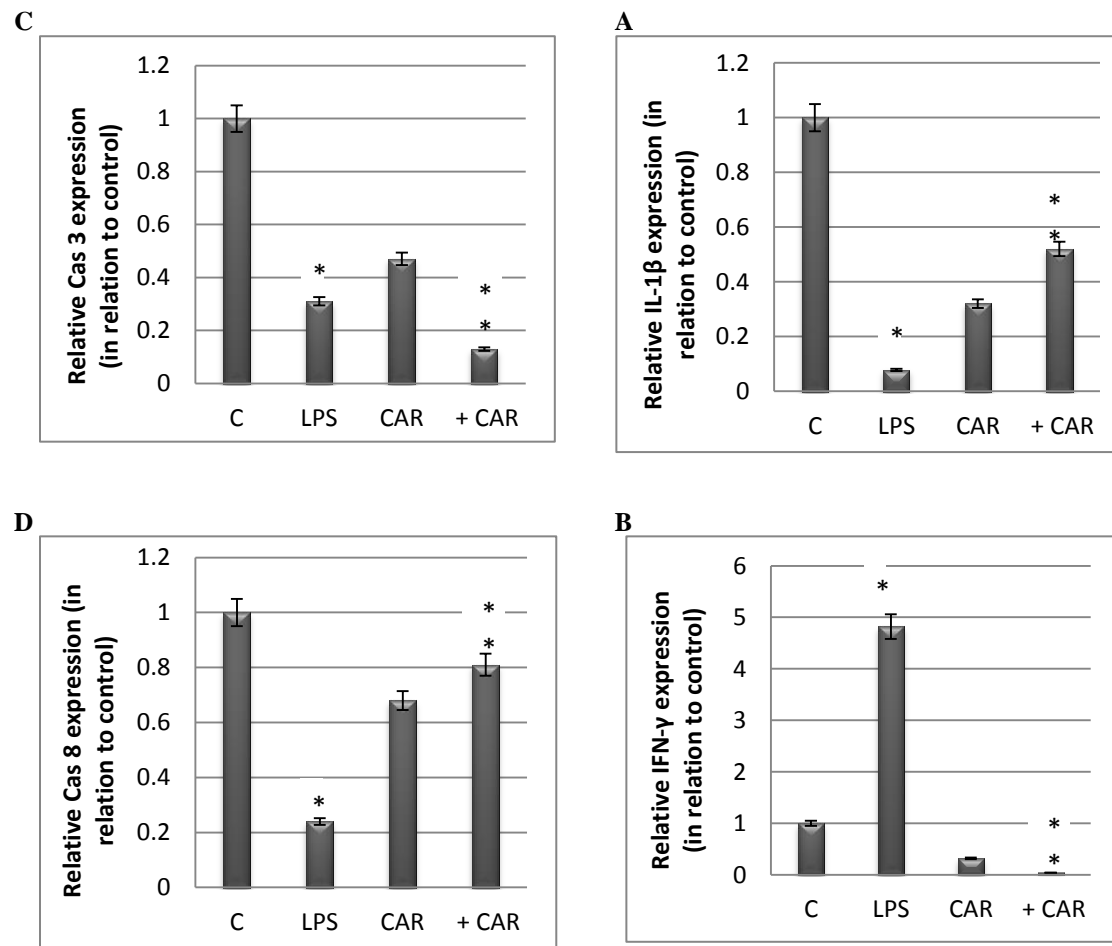 C
Relative Cas 3 expression
(in relation to control)
1.2
1
0.8
0.6
0.4
0.2
0
*
*
*
C LPS CAR + CAR
A
Relative IL-1β expression (in
relation to control)
1.2
1
0.8
0.6
0.4
0.2
0
*
*
*
C LPS CAR + CAR
D
Relative Cas 8 expression (in
relation to control)
1.2
1
0.8
0.6
0.4
0.2
0
*
*
*
C LPS CAR + CAR
B
Relative IFN-γ expression
(in relation to control)
6
5
4
3
2
1
0
*
*
*
C LPS CAR + CAR